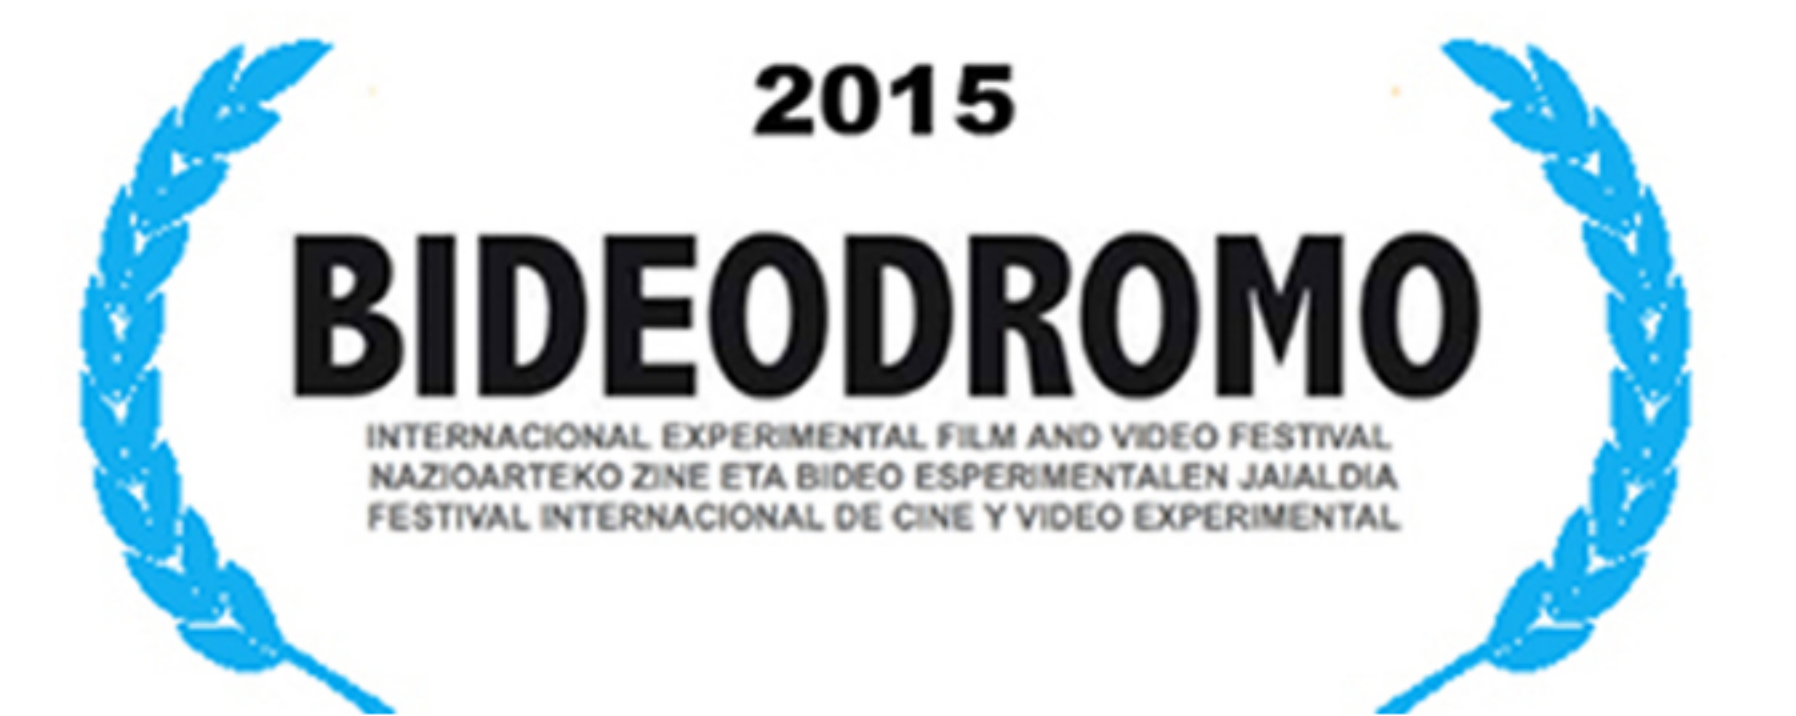 2015
BIDEODROMO
INTERNACIONAL EXPERIMENTAL FILM AND VIDEO FESTIVAL
NAZIOARTEKO ZINE ETA BIDEO ESPERIMENTALEN JAIALDIA
FESTIVAL INTERNACIONAL DE CINE Y VIDEO EXPERIMENTAL